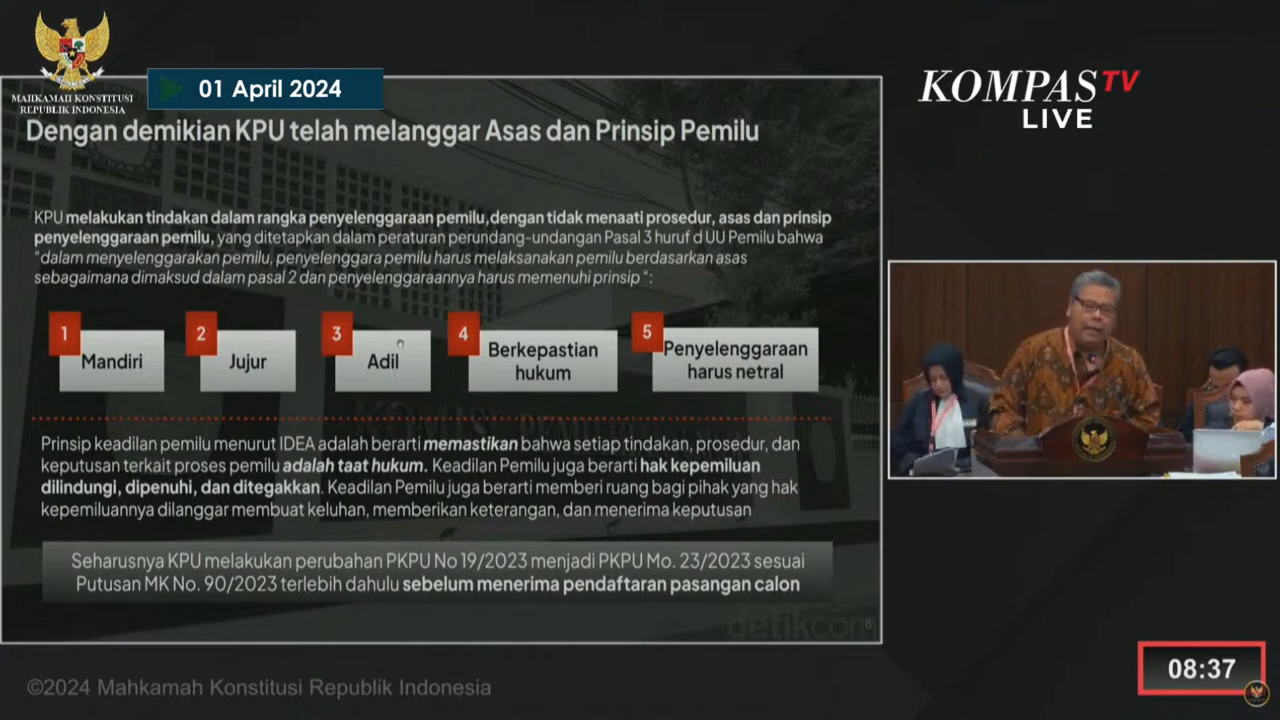 MAHKAMAH KONSTITUSI
REPUBLIK INDONESIA
01 April 2024
KOMPAS TV
LIVE
Dengan demikian KPU telah melanggar Asas dan Prinsip Pemilu
KPU melakukan tindakan dalam rangka penyelenggaraan pemilu,dengan tidak menaati prosedur, asas dan prinsip
penyelenggaraan pemilu, yang ditetapkan dalam peraturan perundang-undangan Pasal 3 huruf d UU Pemilu bahwa
“dalam menyelenggarakan pemilu, penyelenggara pemilu harus melaksanakan pemilu berdasarkan asas
sebagaimana dimaksud dalam pasal 2 dan penyelenggaraannya harus memenuhi prinsip “:
1
Mandiri
2
Jujur
3
Adil
4
Berkepastian
hukum
5
Penyelenggaraan
harus netral
Prinsip keadilan pemilu menurut IDEA adalah berarti memastikan bahwa setiap tindakan, prosedur, dan
keputusan terkait proses pemilu adalah taat hukum. Keadilan Pemilu juga berarti hak kepemiluan
dilindungi, dipenuhi, dan ditegakkan. Keadilan Pemilu juga berarti memberi ruang bagi pihak yang hak
kepemiluannya dilanggar membuat keluhan, memberikan keterangan, dan menerima keputusan
Seharusnya KPU melakukan perubahan PKPU No 19/2023 menjadi PKPU Mo. 23/2023 sesuai
Putusan MK No. 90/2023 terlebih dahulu sebelum menerima pendaftaran pasangan calon
detikcom
6
08:37
©2024 Mahkamah Konstitusi Republik Indonesia